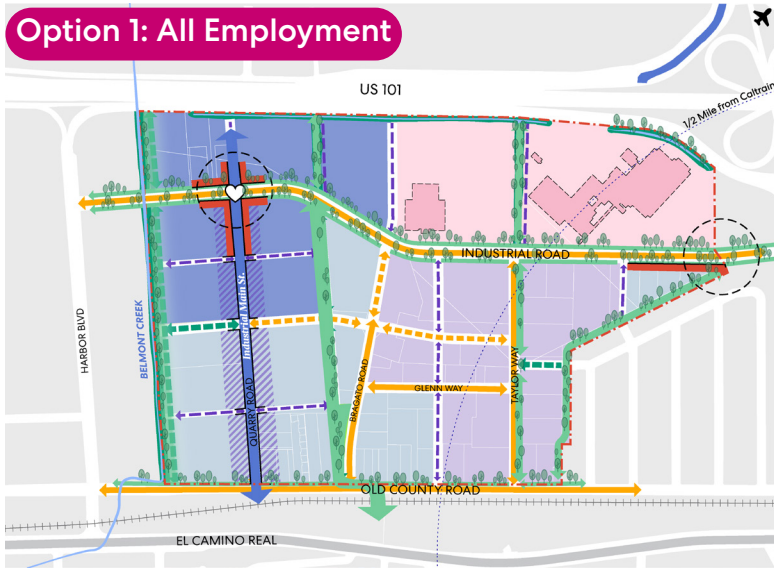 Option 1: All Employment
US 101
1/2 Mile from Caltrain
INDUSTRIAL ROAD
HARBOR BLVD
BELMONT CREEK
Industrial Main St.
QUARRY ROAD
BRAGATO ROAD
GLENN WAY
TAYLOR WAY
OLD COUNTY ROAD
EL CAMINO REAL